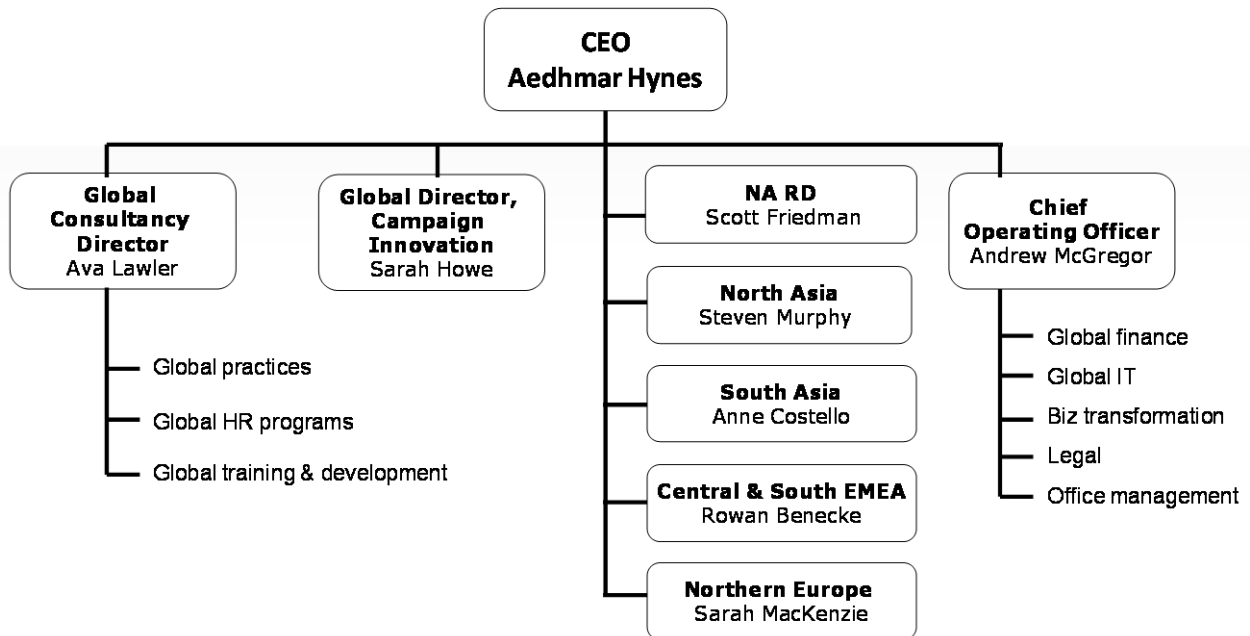 CEO
Aedhmar Hynes
Global
Consultancy
Director
Ava Lawler
Global practices
Global HR programs
Global training & development
Global Director,
Campaign
Innovation
Sarah Howe
NA RD
Scott Friedman
North Asia
Steven Murphy
South Asia
Anne Costello
Central & South EMEA
Rowan Benecke
Northern Europe
Sarah MacKenzie
Chief
Operating Officer
Andrew McGregor
Global finance
Global IT
Biz transformation
Legal
Office management